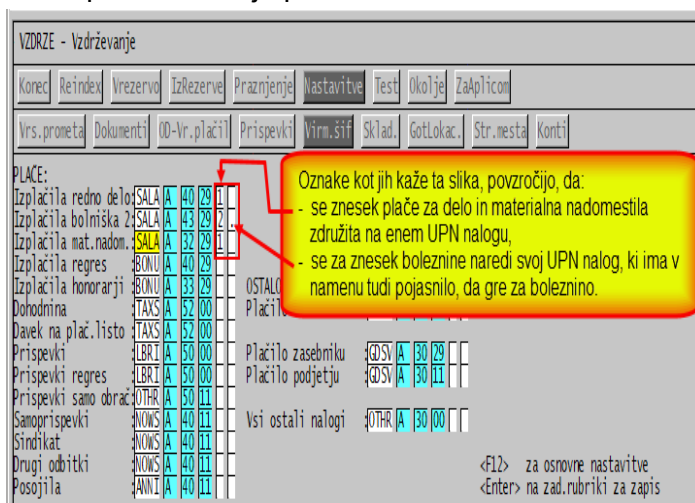 VZDRZE - Vzdrževanje
Konec Reindex Vrezervo IzRezerve Praznjenje Nastavitve Test Okolje ZaAplicom
Vrs.prometa Dokumenti OD-Vr.plačil Prispevki Virm.šif Sklad. GotLokac. Str.mesta Konti
PLAČE:
Izplačila redno delo:SALA A 40 29 1
Izplačila bolniška 2:SALA A 43 29 2 .
Izplačila mat.nadom.:SALA A 32 29 1
Izplačila regres :BONU A 40 29
Izplačila honorarji :BONU A 33 29 OSTALO
Dohodnina :TAXS A 52 00 Plačilo
Davek na plač.listo :TAXS A 52 00
Prispevki :LBRI A 50 00 Plačilo zasebniku :GDSV A 30 29
Prispevki regres :LBRI A 50 00 Plačilo podjetju :GDSV A 30 11
Prispevki samo obrač:OTHR A 50 11
Samoprispevki :NOWS A 40 11 Vsi ostali nalogi :OTHR A 30 00
Sindikat :NOWS A 40 11
Drugi odbitki :NOWS A 40 11 <F12> za osnovne nastavitve
Posojila :ANNI A 40 11 <Enter> na zad.rubriki za zapis
Oznake kot jih kaže ta slika, povzročijo, da:
- se znesek plače za delo in materialna nadomestila
združita na enem UPN nalogu,
- se za znesek boleznine naredi svoj UPN nalog, ki ima v
namenu tudi pojasnilo, da gre za boleznino.